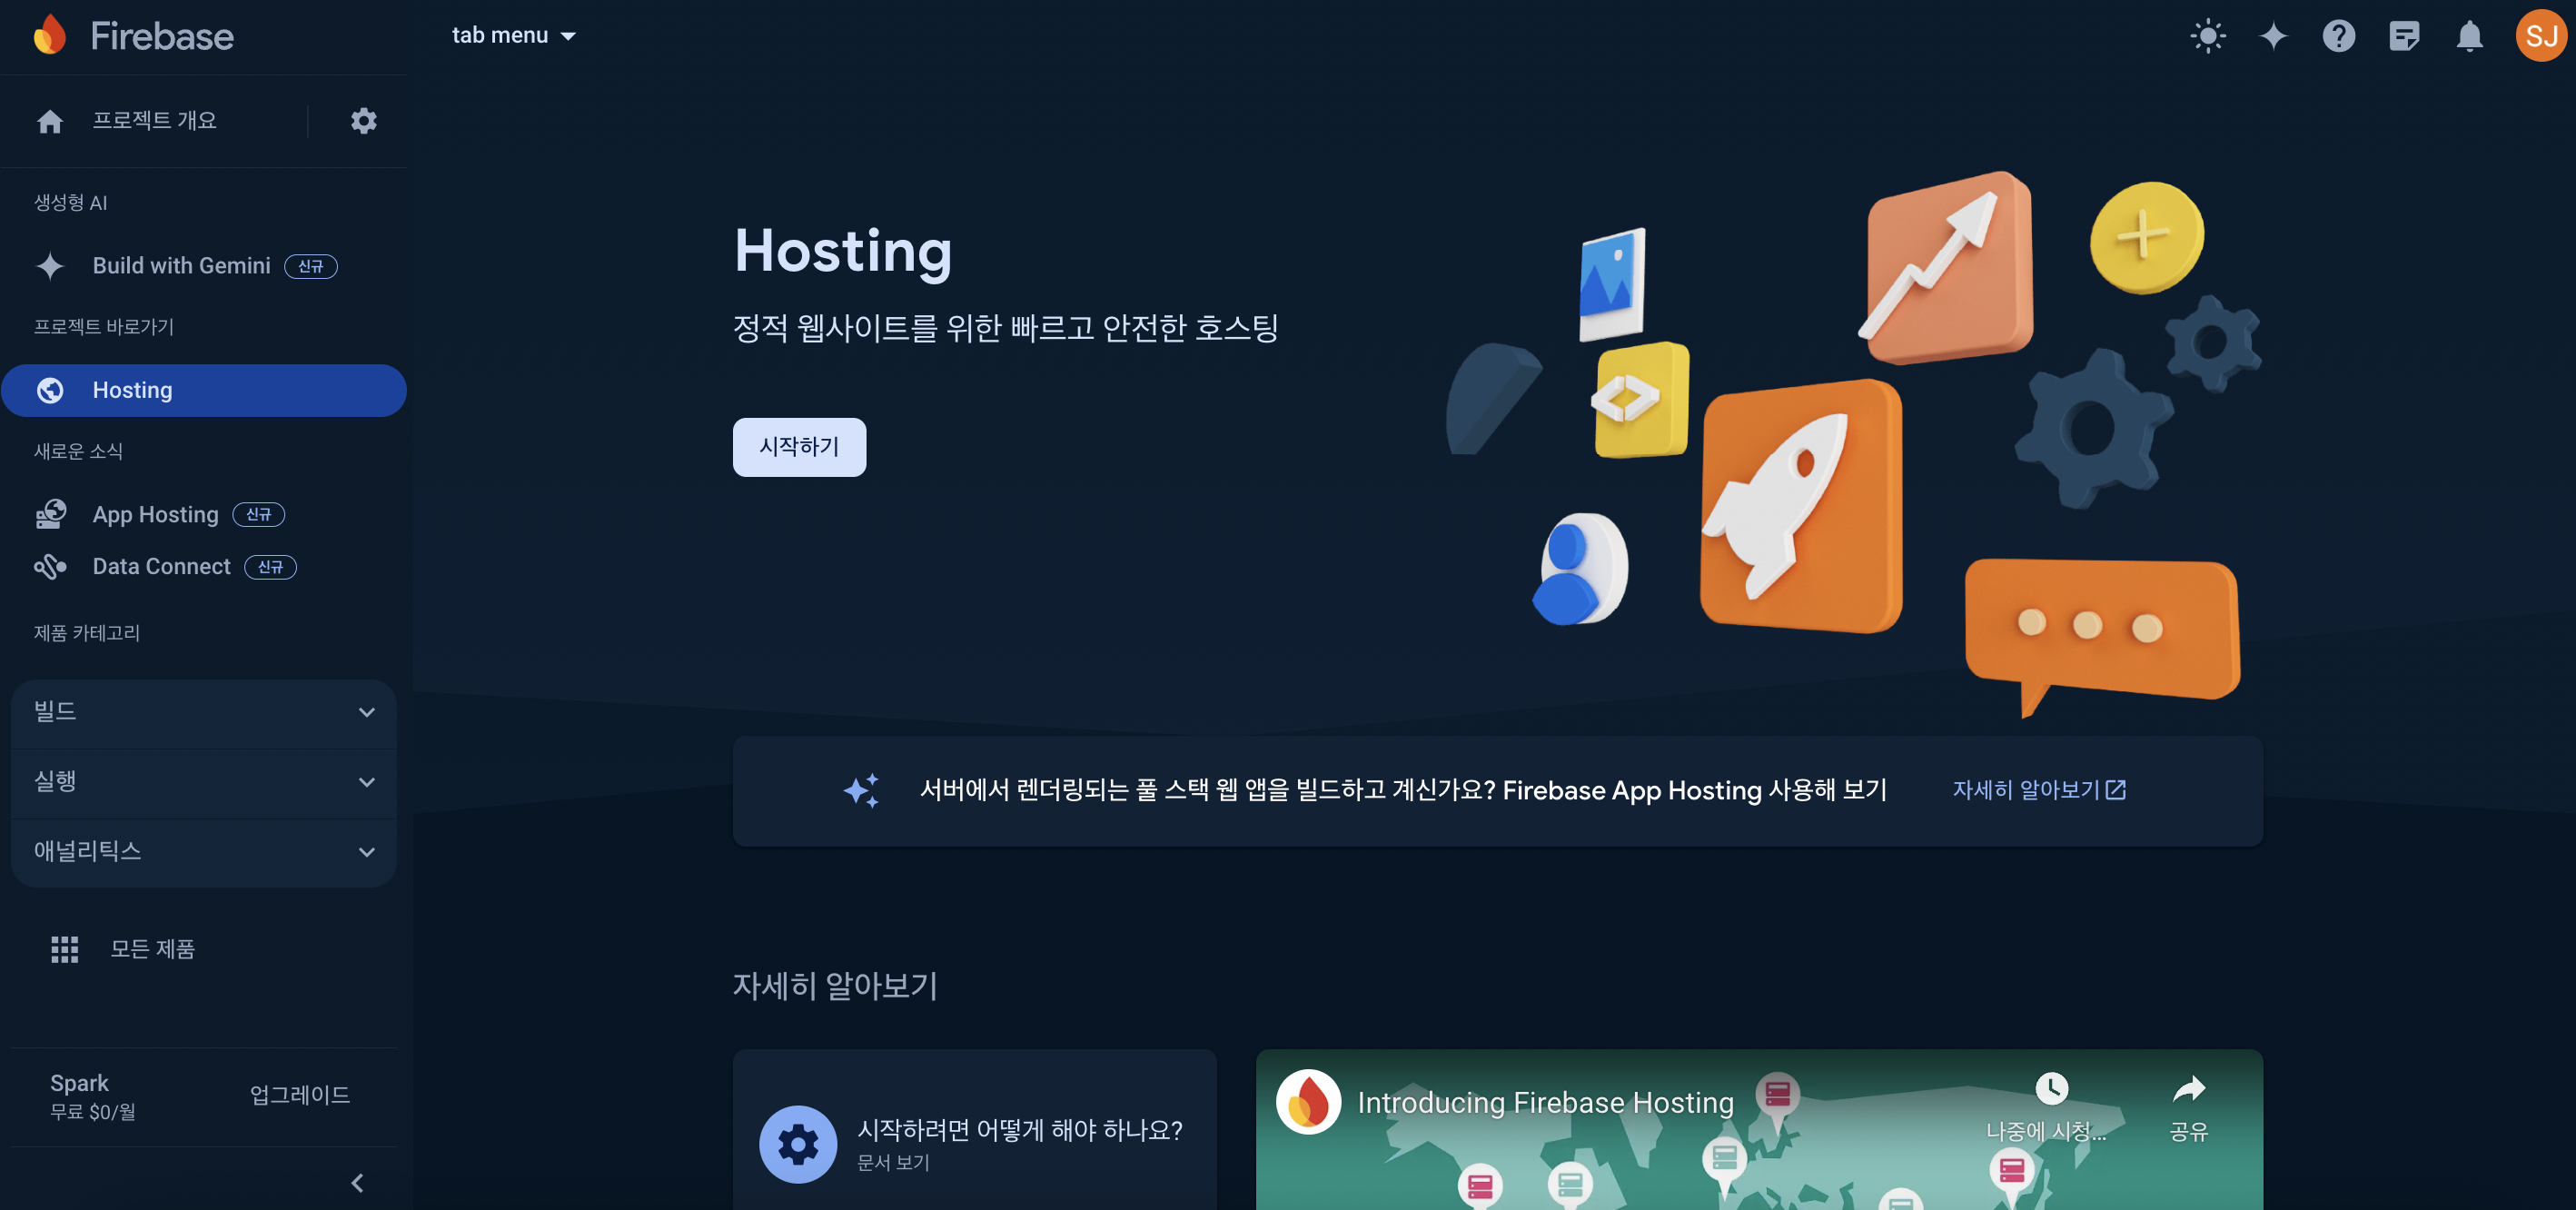 Firebase
tab menu
SJ
프로젝트 개요
생성형 AI
Build with Gemini 신규
프로젝트 바로가기
Hosting
새로운 소식
App Hosting 신규
Data Connect 신규
제품 카테고리
빌드
실행
애널리틱스
모든 제품
Spark
무료 $0/월
업그레이드
Hosting
정적 웹사이트를 위한 빠르고 안전한 호스팅
시작하기
서버에서 렌더링되는 풀 스택 웹 앱을 빌드하고 계신가요? Firebase App Hosting 사용해 보기
자세히 알아보기
자세히 알아보기
시작하려면 어떻게 해야 하나요?
문서 보기
Introducing Firebase Hosting
나중에 시청...
공유